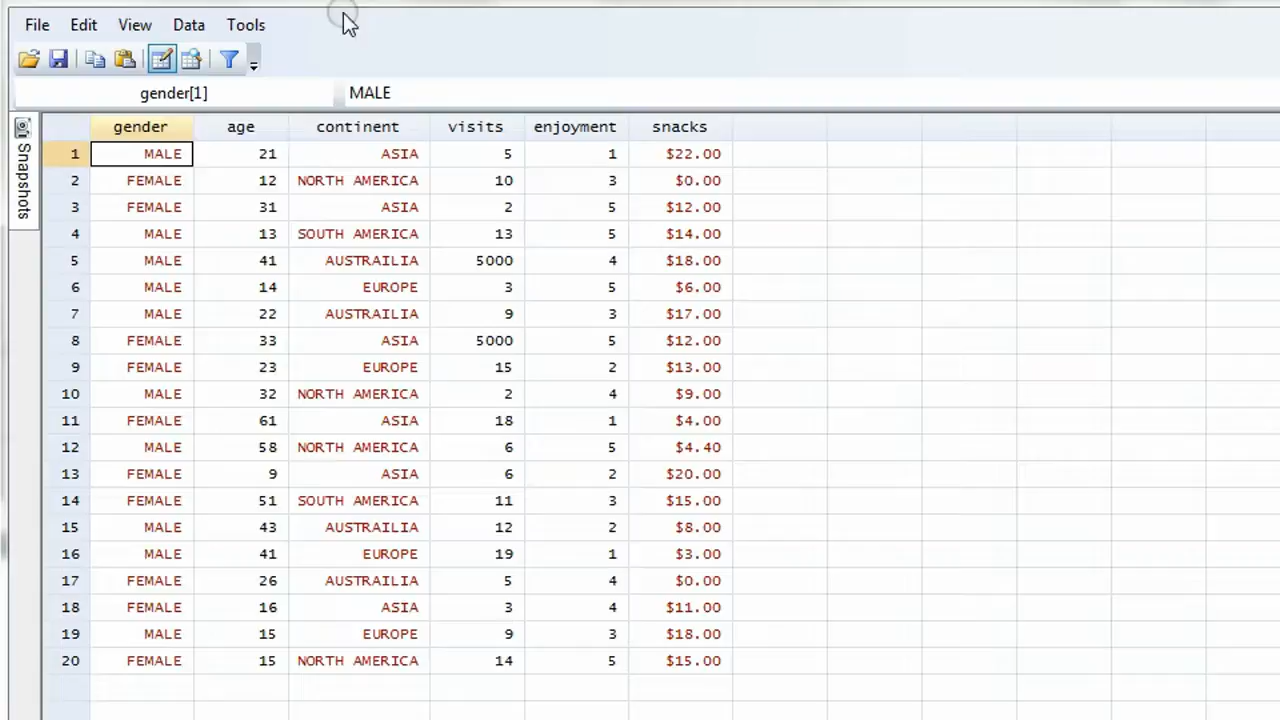 File Edit View Data Tools
gender[1] MALE
Snapshots
gender age continent visits enjoyment snacks
1 MALE 21 ASIA 5 1 $22.00
2 FEMALE 12 NORTH AMERICA 10 3 $0.00
3 FEMALE 31 ASIA 2 5 $12.00
4 MALE 13 SOUTH AMERICA 13 5 $14.00
5 MALE 41 AUSTRAILIA 5000 4 $18.00
6 MALE 14 EUROPE 3 5 $6.00
7 MALE 22 AUSTRAILIA 9 3 $17.00
8 FEMALE 33 ASIA 5000 5 $12.00
9 FEMALE 23 EUROPE 15 2 $13.00
10 MALE 32 NORTH AMERICA 2 4 $9.00
11 FEMALE 61 ASIA 18 1 $4.00
12 MALE 58 NORTH AMERICA 6 5 $4.40
13 FEMALE 9 ASIA 6 2 $20.00
14 FEMALE 51 SOUTH AMERICA 11 3 $15.00
15 MALE 43 AUSTRAILIA 12 2 $8.00
16 MALE 41 EUROPE 19 1 $3.00
17 FEMALE 26 AUSTRAILIA 5 4 $0.00
18 FEMALE 16 ASIA 3 4 $11.00
19 MALE 15 EUROPE 9 3 $18.00
20 FEMALE 15 NORTH AMERICA 14 5 $15.00